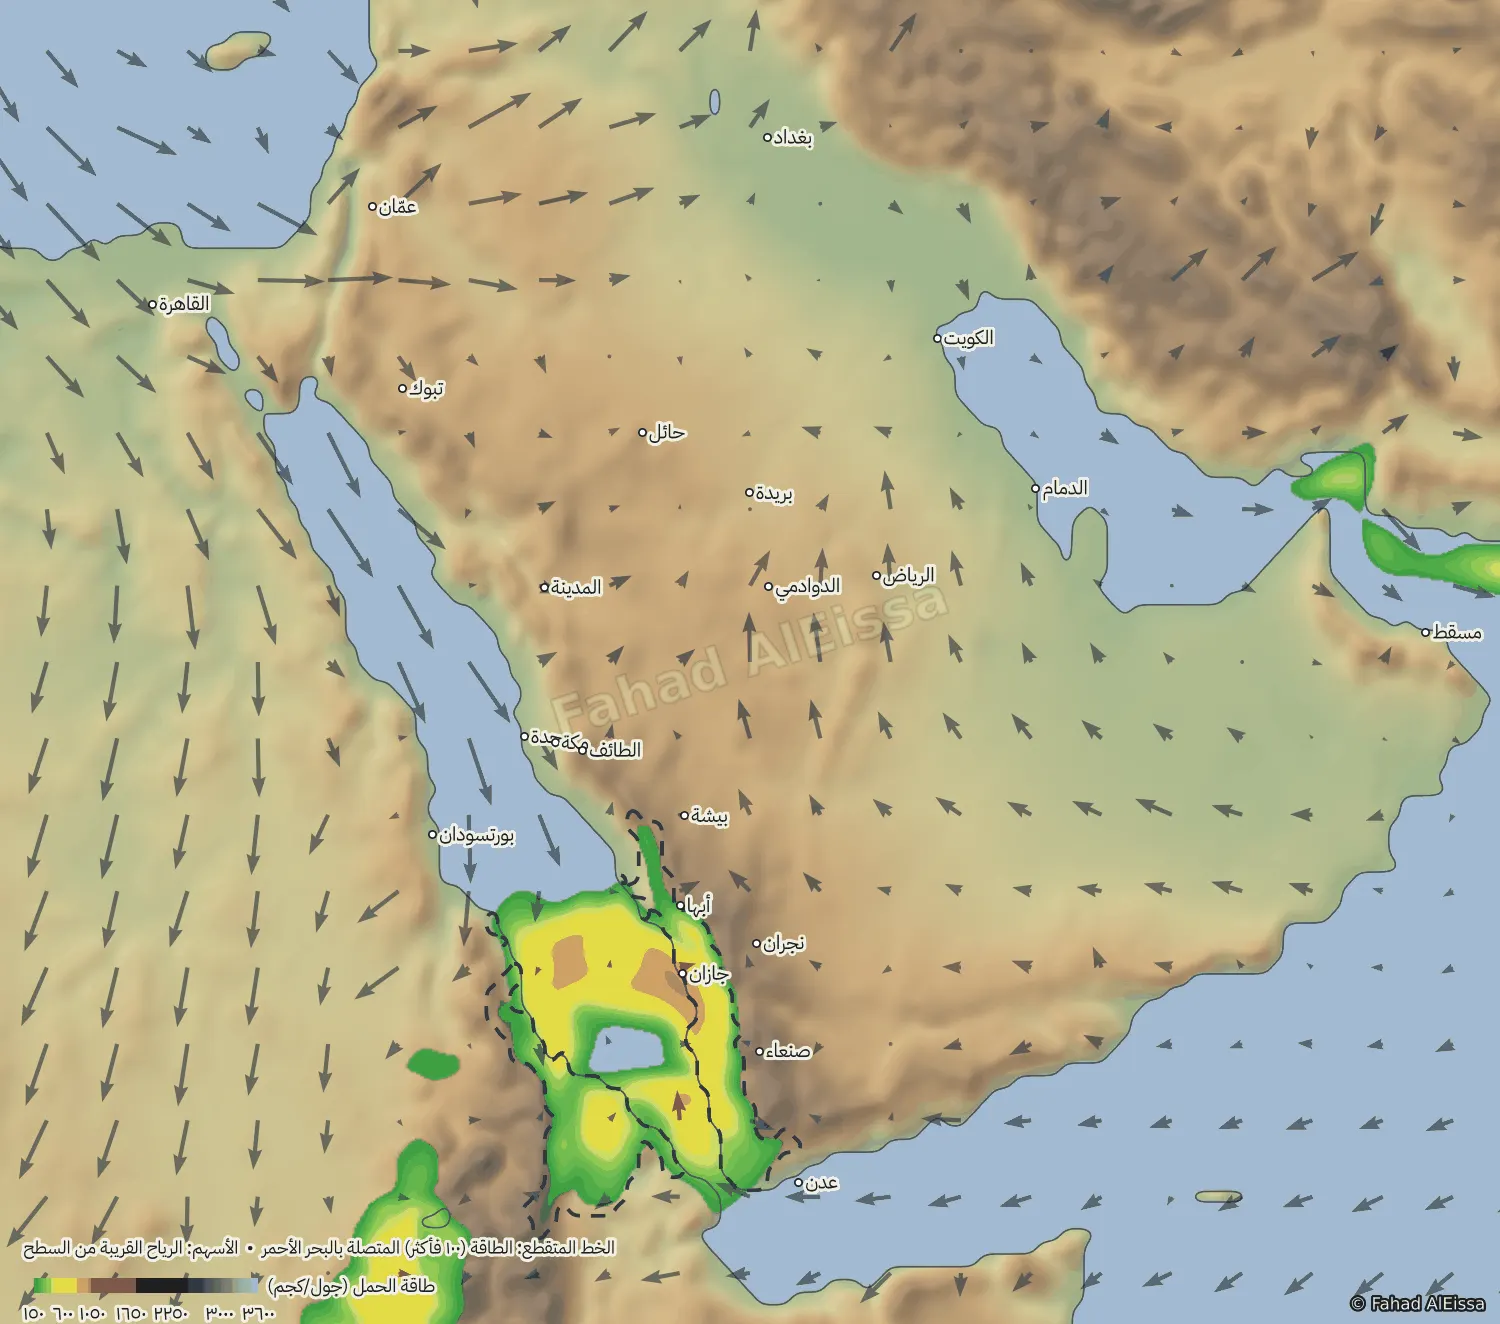 بغداد
عمّان
القاهرة
الكويت
تبوك
حائل
الدمام
بريدة
المدينة
الدوادمي
الرياض
مسقط
Fahad AlEissa
جدة
مكة
الطائف
بيشة
بورتسودان
أبها
نجران
جازان
صنعاء
عدن
الخط المتقطع: الطاقة (١٠٠ فأكثر) المتصلة بالبحر الأحمر • الأسهم: الرياح القريبة من السطح
طاقة الحمل (جول/كجم)
١٥٠ ٦٠٠ ١٠٥٠ ١٦٥٠ ٢٢٥٠ ٣٠٠٠ ٣٦٠٠
© Fahad AlEissa